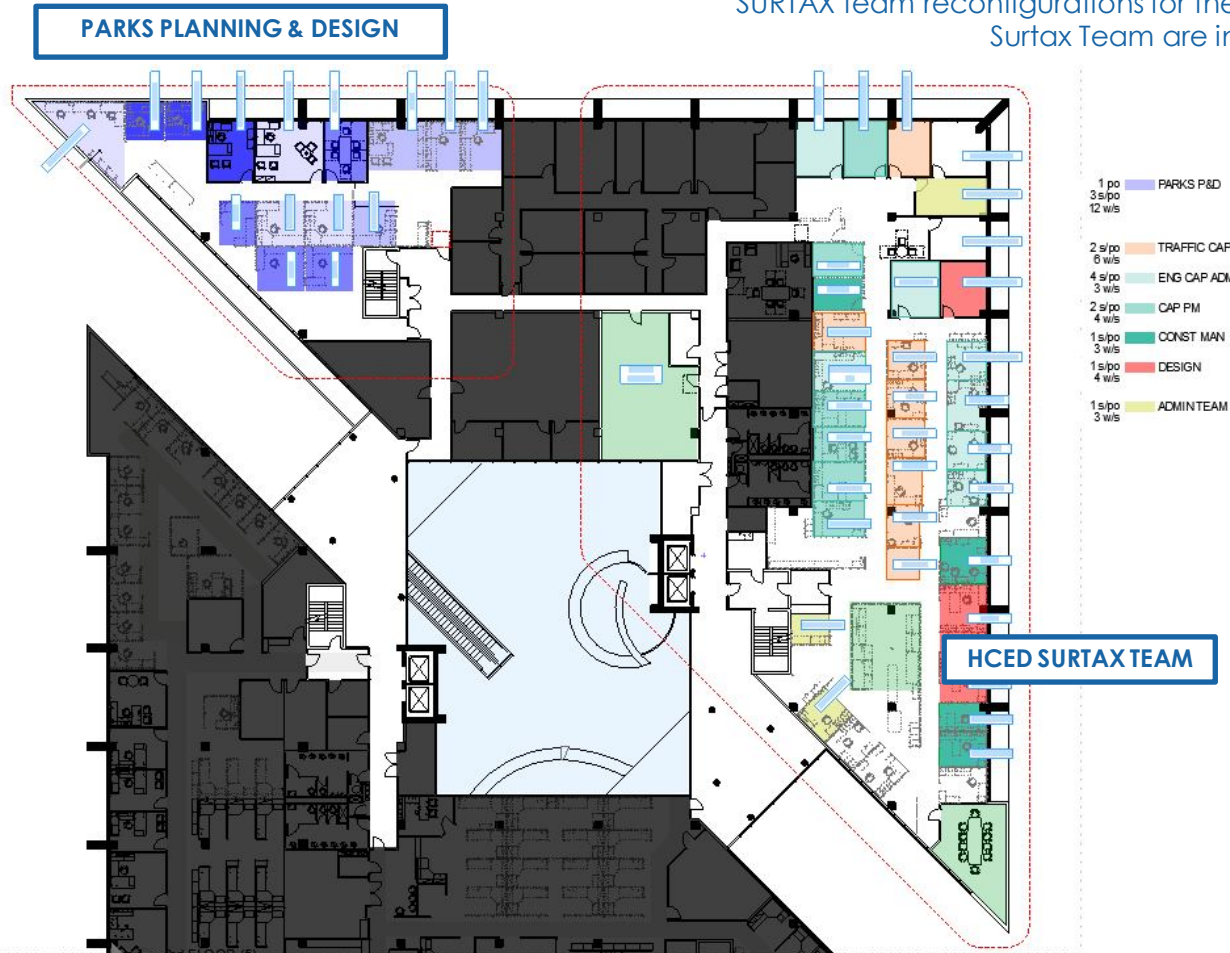 SURTAX Team reconfigurations for the
Surtax Team are in
PARKS PLANNING & DESIGN
1 po
3 s/po
12 w/s
PARKS P&D
2 s/po
6 w/s
TRAFFIC CAP
4 s/po
3 w/s
ENG CAP ADM
2 s/po
4 w/s
CAP PM
1 s/po
3 w/s
CONST MAN
1 s/po
4 w/s
DESIGN
1 s/po
3 w/s
ADMIN TEAM
HCED SURTAX TEAM